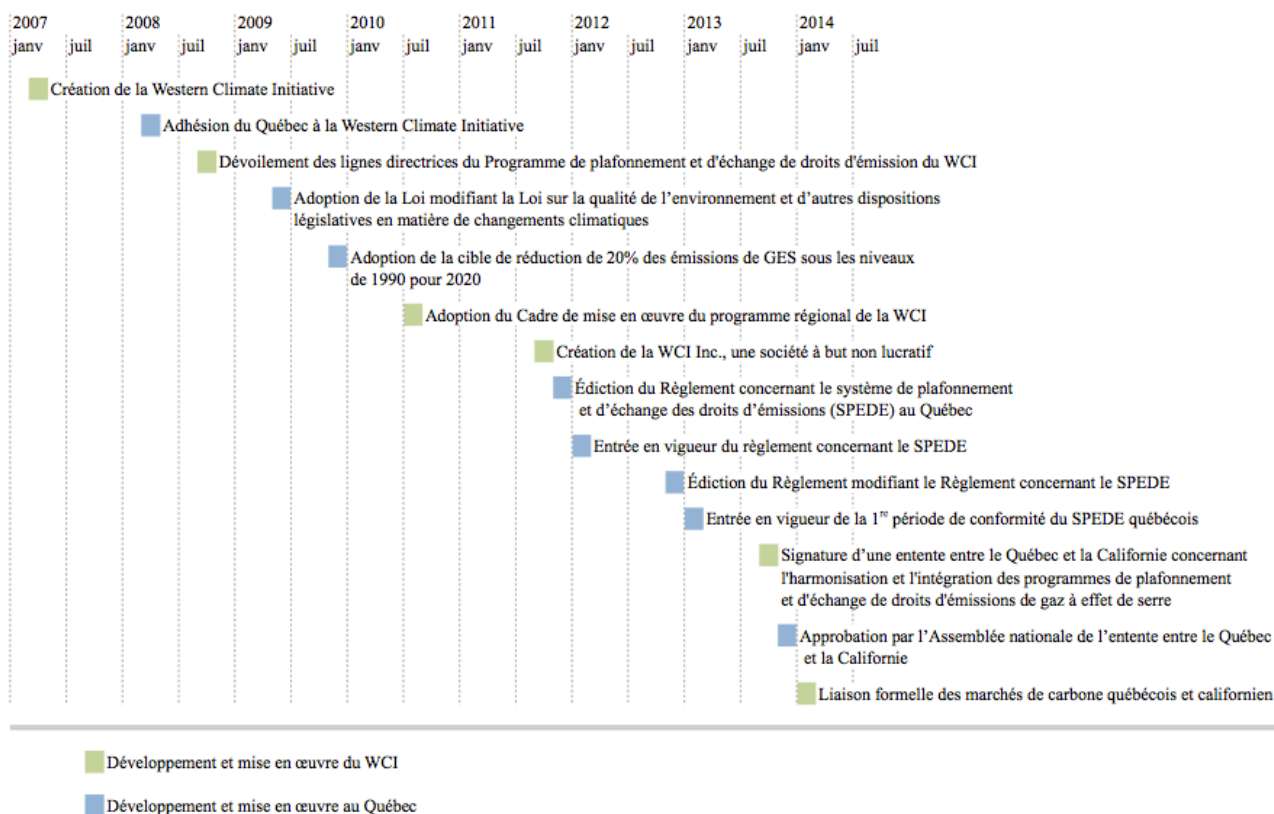 2007 2008 2009 2010 2011 2012 2013 2014
janv juil janv juil janv juil janv juil janv juil janv juil janv juil janv juil
Création de la Western Climate Initiative
Adhésion du Québec à la Western Climate Initiative
Dévoilement des lignes directrices du Programme de plafonnement et d'échange de droits d'émission du WCI
Adoption de la Loi modifiant la Loi sur la qualité de l’environnement et d’autres dispositions
législatives en matière de changements climatiques
Adoption de la cible de réduction de 20% des émissions de GES sous les niveaux
de 1990 pour 2020
Adoption du Cadre de mise en œuvre du programme régional de la WCI
Création de la WCI Inc., une société à but non lucratif
Édiction du Règlement concernant le système de plafonnement
et d’échange des droits d’émissions (SPEDE) au Québec
Entrée en vigueur du règlement concernant le SPEDE
Édiction du Règlement modifiant le Règlement concernant le SPEDE
Entrée en vigueur de la 1re période de conformité du SPEDE québécois
Signature d’une entente entre le Québec et la Californie concernant
l'harmonisation et l'intégration des programmes de plafonnement
et d'échange de droits d'émissions de gaz à effet de serre
Approbation par l’Assemblée nationale de l’entente entre le Québec
et la Californie
Liaison formelle des marchés de carbone québécois et californien
Développement et mise en œuvre du WCI
Développement et mise en œuvre au Québec